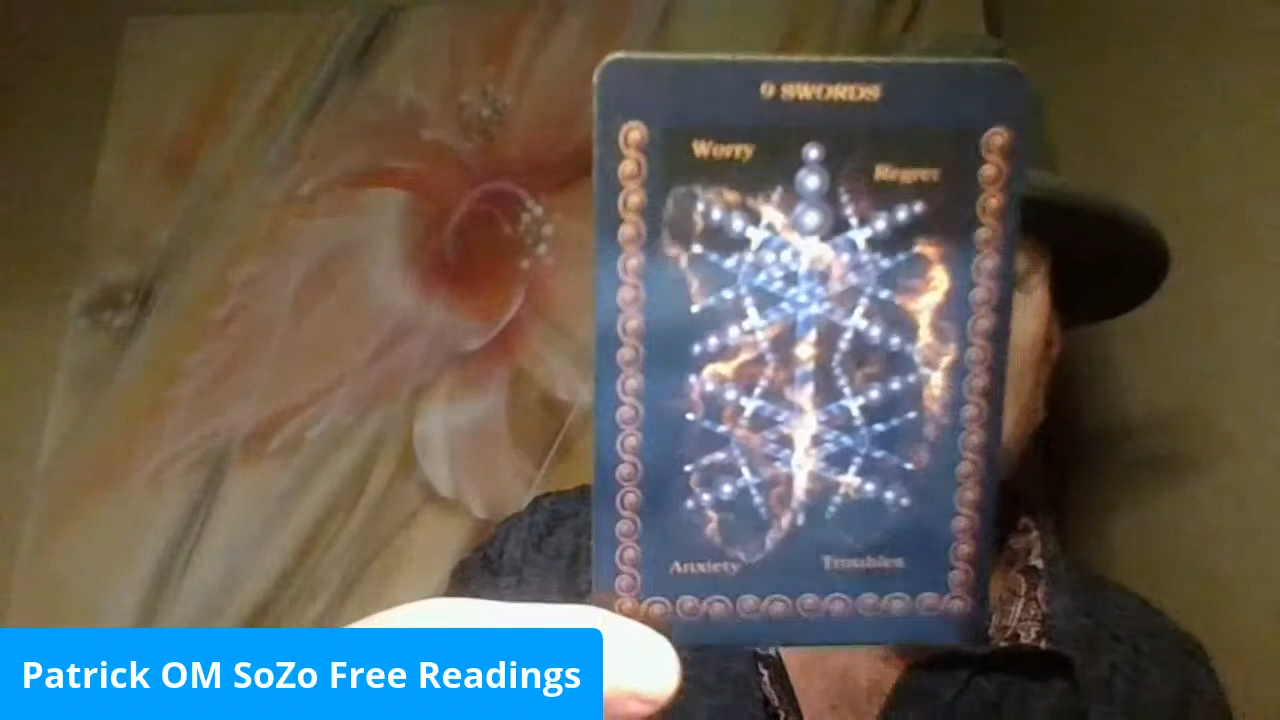 9 SWORDS
Worry
Regret
Anxiety
Troubles
Patrick OM SoZo Free Readings